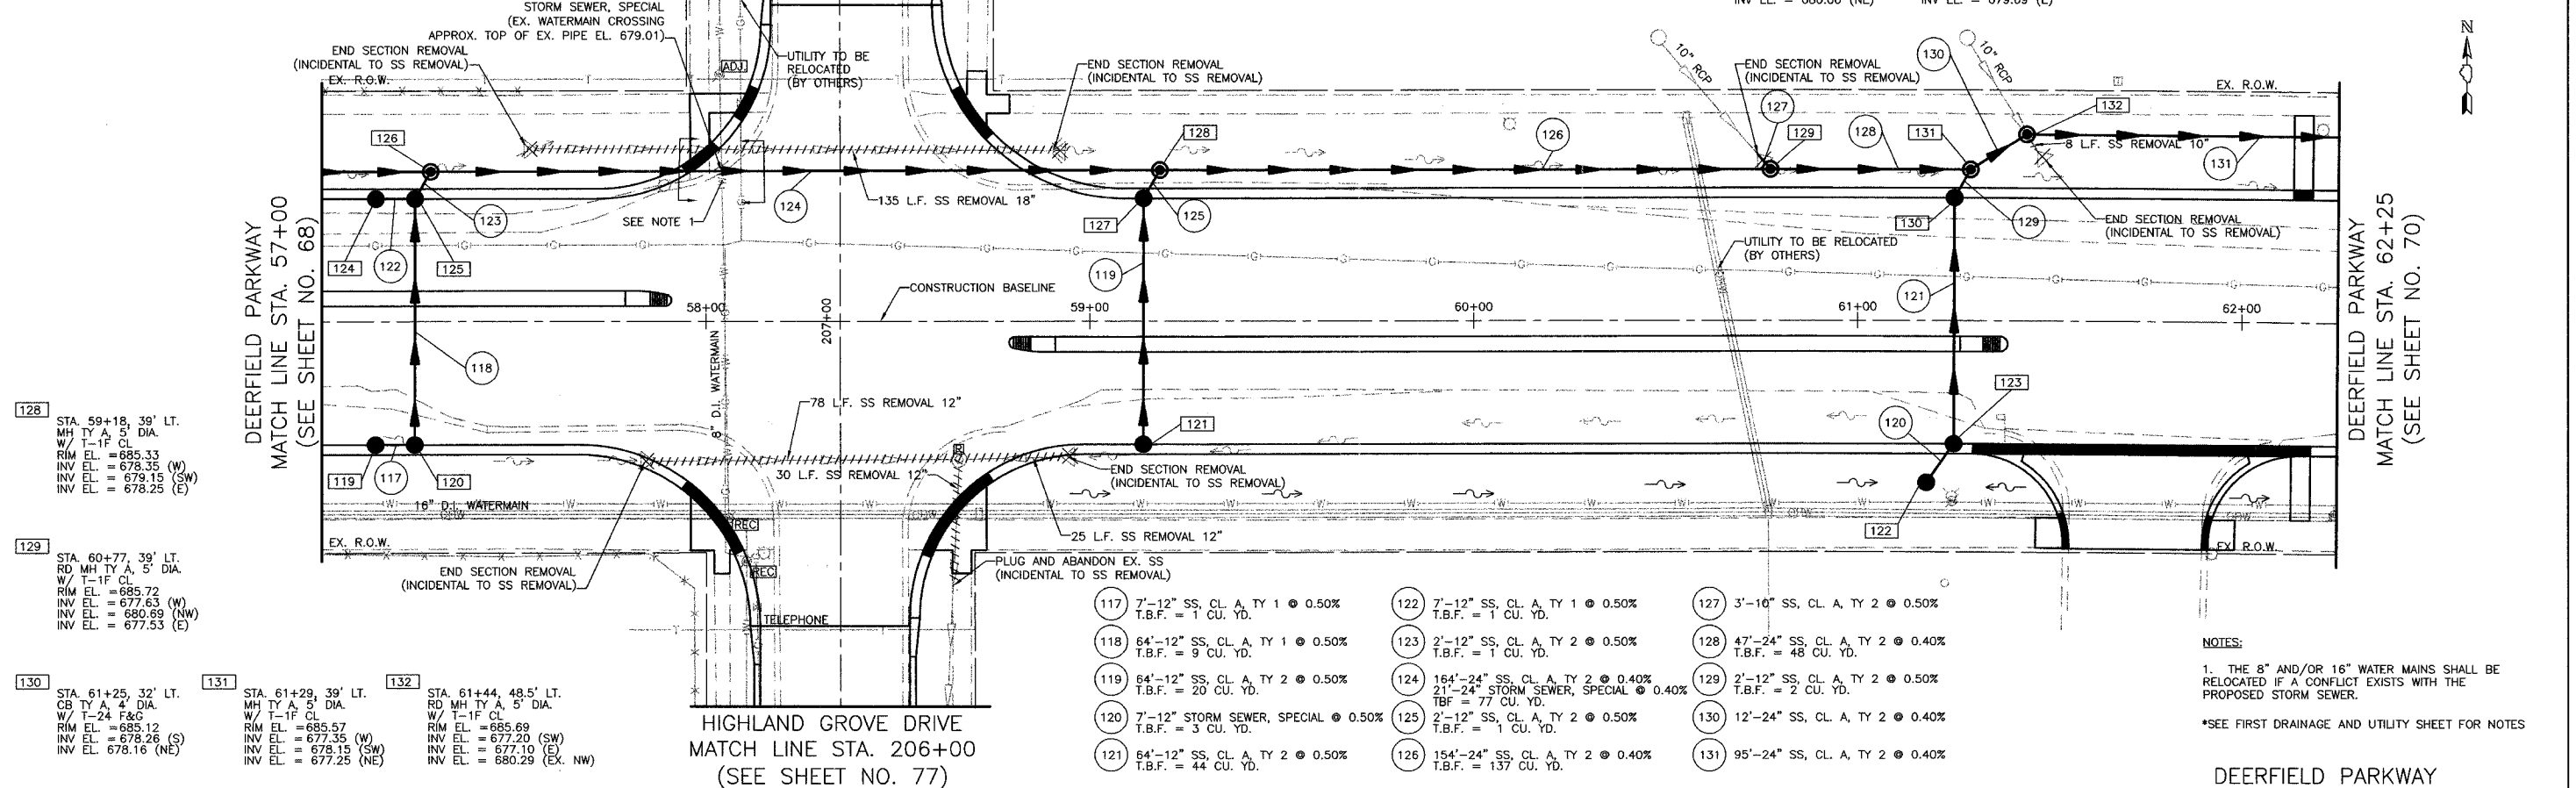 STORM SEWER, SPECIAL
(EX. WATERMAIN CROSSING
APPROX. TOP OF EX. PIPE EL. 679.01)
END SECTION REMOVAL
(INCIDENTAL TO SS REMOVAL)
EX. R.O.W.
ADJ.
UTILITY TO BE
RELOCATED
(BY OTHERS)
END SECTION REMOVAL
(INCIDENTAL TO SS REMOVAL)
10" RCP
END SECTION REMOVAL
(INCIDENTAL TO SS REMOVAL)
130
10" RCP
EX. R.O.W.
N
126
128
126
127
129
128
131
132
8 L.F. SS REMOVAL 10"
131
124
135 L.F. SS REMOVAL 18"
SEE NOTE 1
123
125
127
130
129
END SECTION REMOVAL
(INCIDENTAL TO SS REMOVAL)
124
122
125
119
UTILITY TO BE RELOCATED
(BY OTHERS)
121
CONSTRUCTION BASELINE
58+00
207+00
59+00
60+00
61+00
62+00
DEERFIELD PARKWAY
MATCH LINE STA. 57+00
(SEE SHEET NO. 68)
DEERFIELD PARKWAY
MATCH LINE STA. 62+25
(SEE SHEET NO. 70)
118
8" D.I. WATERMAIN
78 L.F. SS REMOVAL 12"
121
123
120
119
117
120
30 L.F. SS REMOVAL 12"
END SECTION REMOVAL
(INCIDENTAL TO SS REMOVAL)
16" D.I. WATERMAIN
REC
25 L.F. SS REMOVAL 12"
122
EX. R.O.W.
EX. R.O.W.
END SECTION REMOVAL
(INCIDENTAL TO SS REMOVAL)
REC
PLUG AND ABANDON EX. SS
(INCIDENTAL TO SS REMOVAL)
TELEPHONE
128
STA. 59+18, 39' LT.
MH TY A, 5' DIA.
W/ T-1F CL
RIM EL. =685.33
INV EL. = 678.35 (W)
INV EL. = 679.15 (SW)
INV EL. = 678.25 (E)
129
STA. 60+77, 39' LT.
RD MH TY A, 5' DIA.
W/ T-1F CL
RIM EL. =685.72
INV EL. = 677.63 (W)
INV EL. = 680.69 (NW)
INV EL. = 677.53 (E)
130
STA. 61+25, 32' LT.
CB TY A, 4' DIA.
W/ T-24 F&G
RIM EL. =685.12
INV EL. = 678.26 (S)
INV EL. 678.16 (NE)
131
STA. 61+29, 39' LT.
MH TY A, 5' DIA.
W/ T-1F CL
RIM EL. =685.57
INV EL. =677.35 (W)
INV EL. = 678.15 (SW)
INV EL. = 677.25 (NE)
132
STA. 61+44, 48.5' LT.
RD MH TY A, 5' DIA.
W/ T-1F CL
RIM EL. =685.69
INV EL. =677.20 (SW)
INV EL. = 677.10 (E)
INV EL. = 680.29 (EX. NW)
HIGHLAND GROVE DRIVE
MATCH LINE STA. 206+00
(SEE SHEET NO. 77)
117 7'-12" SS, CL. A, TY 1 @ 0.50%
T.B.F. = 1 CU. YD.
118 64'-12" SS, CL. A, TY 1 @ 0.50%
T.B.F. = 9 CU. YD.
119 64'-12" SS, CL. A, TY 2 @ 0.50%
T.B.F. = 20 CU. YD.
120 7'-12" STORM SEWER, SPECIAL @ 0.50%
T.B.F. = 3 CU. YD.
121 64'-12" SS, CL. A, TY 2 @ 0.50%
T.B.F. = 44 CU. YD.
122 7'-12" SS, CL. A, TY 1 @ 0.50%
T.B.F. = 1 CU. YD.
123 2'-12" SS, CL. A, TY 2 @ 0.50%
T.B.F. = 1 CU. YD.
124 164'-24" SS, CL. A, TY 2 @ 0.40%
21'-24" STORM SEWER, SPECIAL @ 0.40%
TBF = 77 CU. YD.
125 2'-12" SS, CL. A, TY 2 @ 0.50%
T.B.F. = 1 CU. YD.
126 154'-24" SS, CL. A, TY 2 @ 0.40%
T.B.F. = 137 CU. YD.
127 3'-10" SS, CL. A, TY 2 @ 0.50%
128 47'-24" SS, CL. A, TY 2 @ 0.40%
T.B.F. = 48 CU. YD.
129 2'-12" SS, CL. A, TY 2 @ 0.50%
T.B.F. = 2 CU. YD.
130 12'-24" SS, CL. A, TY 2 @ 0.40%
131 95'-24" SS, CL. A, TY 2 @ 0.40%
NOTES:
1. THE 8" AND/OR 16" WATER MAINS SHALL BE
RELOCATED IF A CONFLICT EXISTS WITH THE
PROPOSED STORM SEWER.
*SEE FIRST DRAINAGE AND UTILITY SHEET FOR NOTES
DEERFIELD PARKWAY